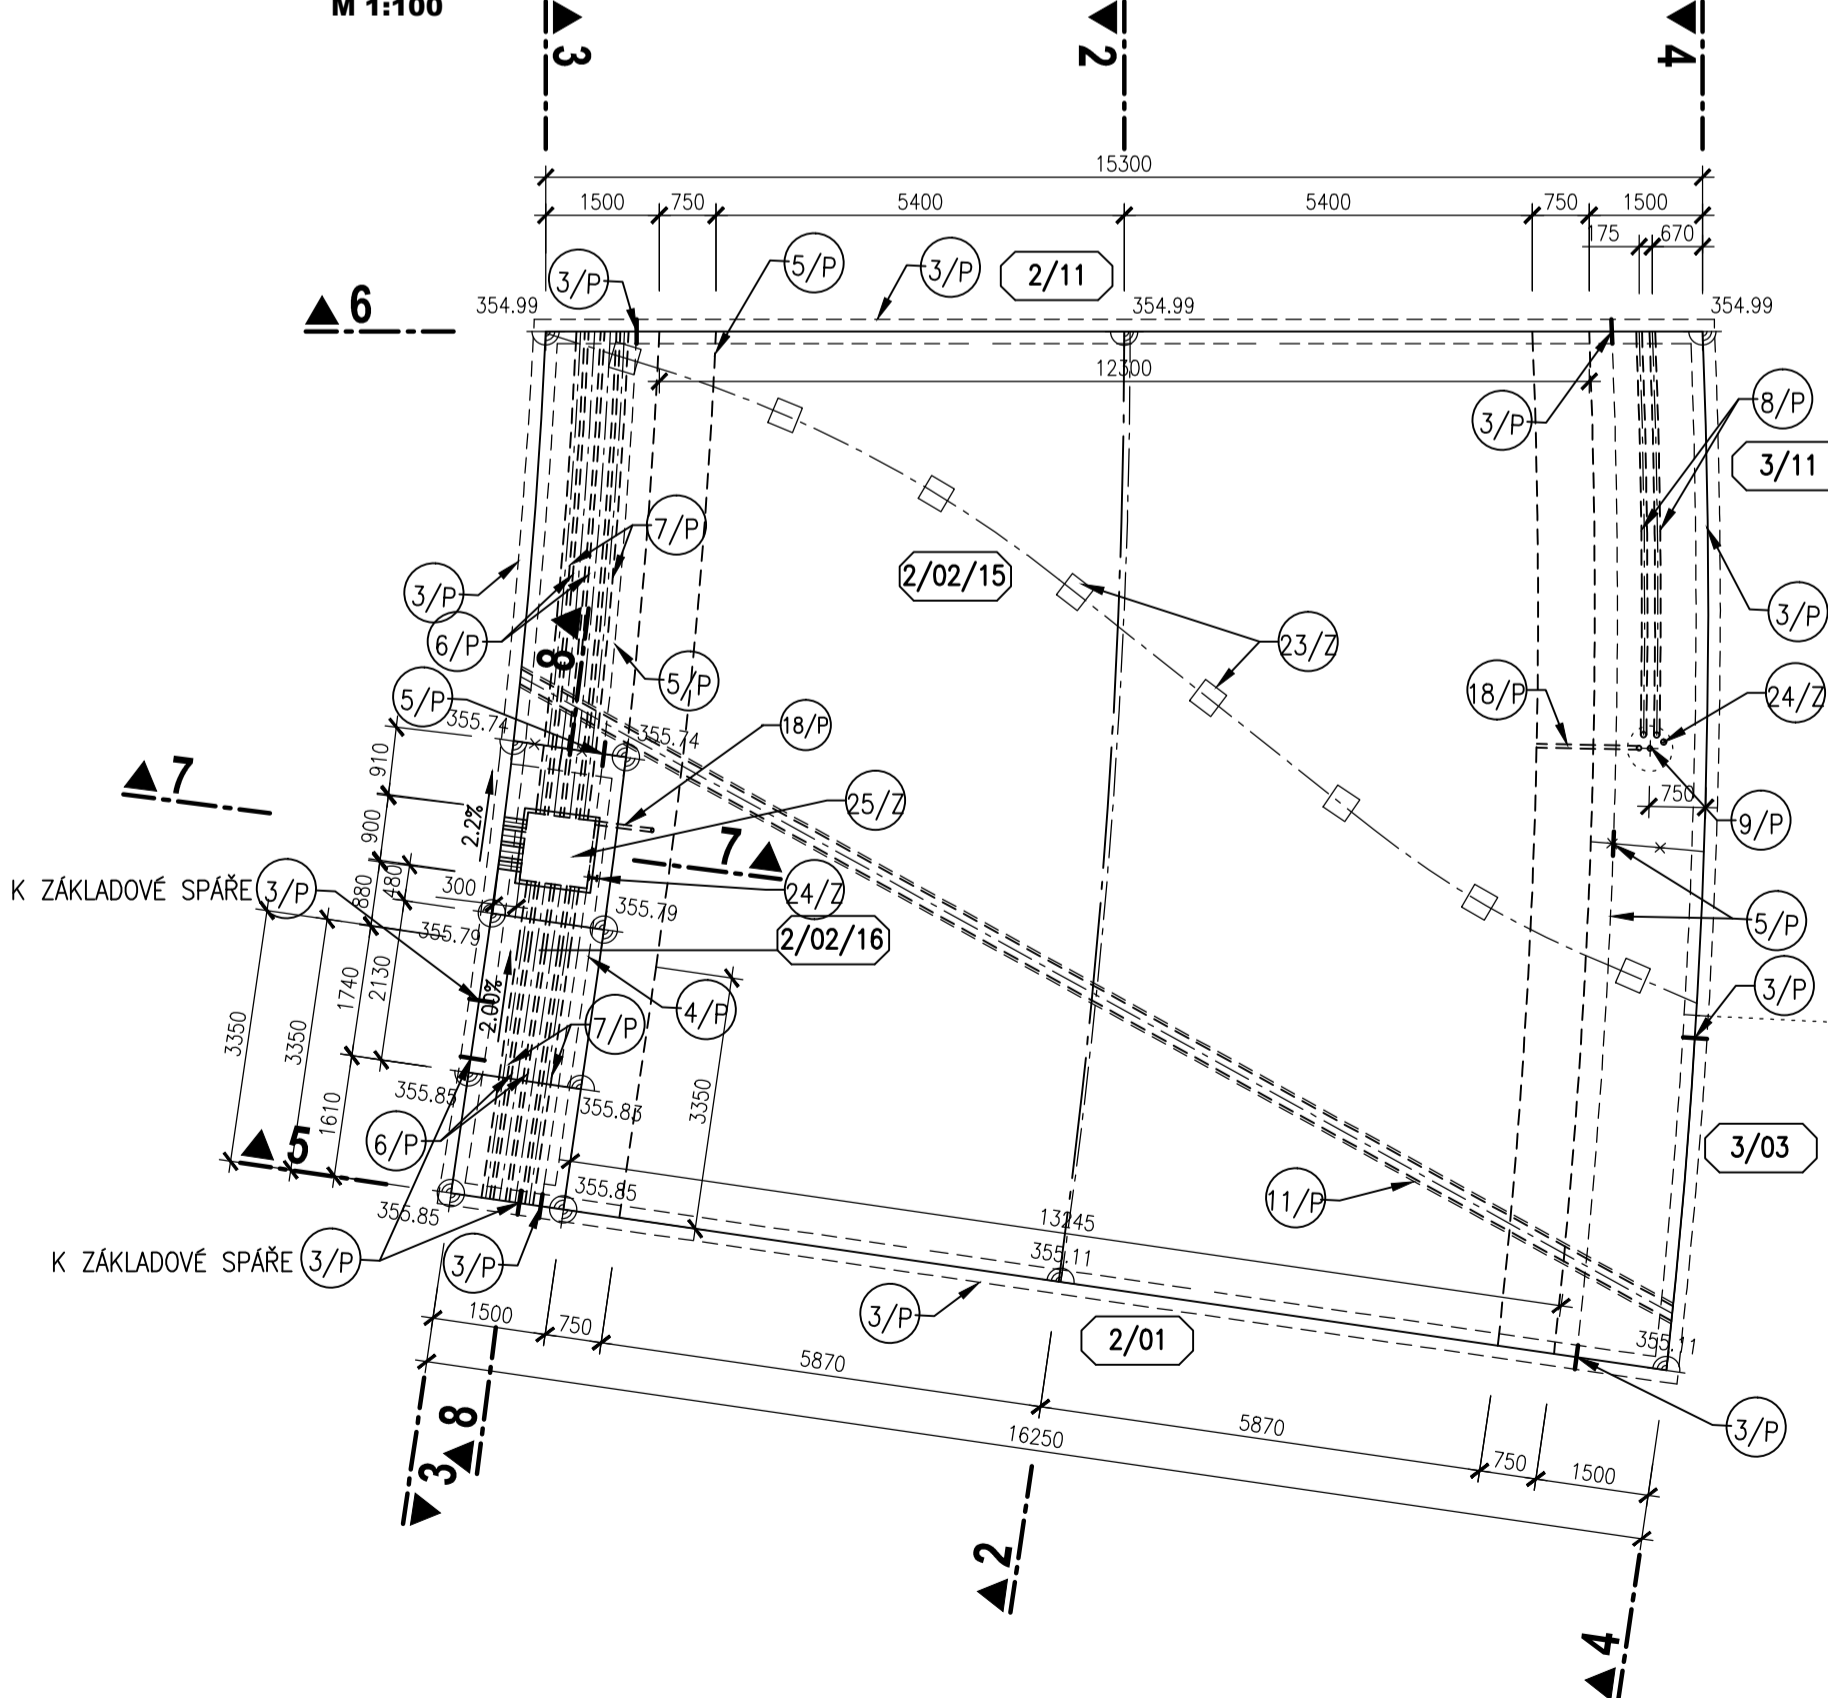 M 1:100
3
2
4
15300
1500
750
5400
5400
750
1500
175
670
3/P
5/P
3/P
2/11
354.99
354.99
354.99
6
12300
3/P
8/P
3/11
7/P
2/02/15
3/P
6/P
3/P
23/Z
8
5/P
5/P
18/P
24/Z
355.74
355.74
18/P
910
7
25/Z
750
9/P
900
2.2%
7
K ZÁKLADOVÉ SPÁŘE 3/P
480
880
300
24/Z
355.79
355.79
5/P
2/02/16
1740
2130
2.00%
4/P
3/P
3350
3350
7/P
355.85
355.83
3350
1610
6/P
5
3/03
355.85
355.85
11/P
13245
355.11
K ZÁKLADOVÉ SPÁŘE 3/P
3/P
3/P
2/01
355.11
1500
750
5870
5870
16250
750
1500
3/P
3
8
2
4